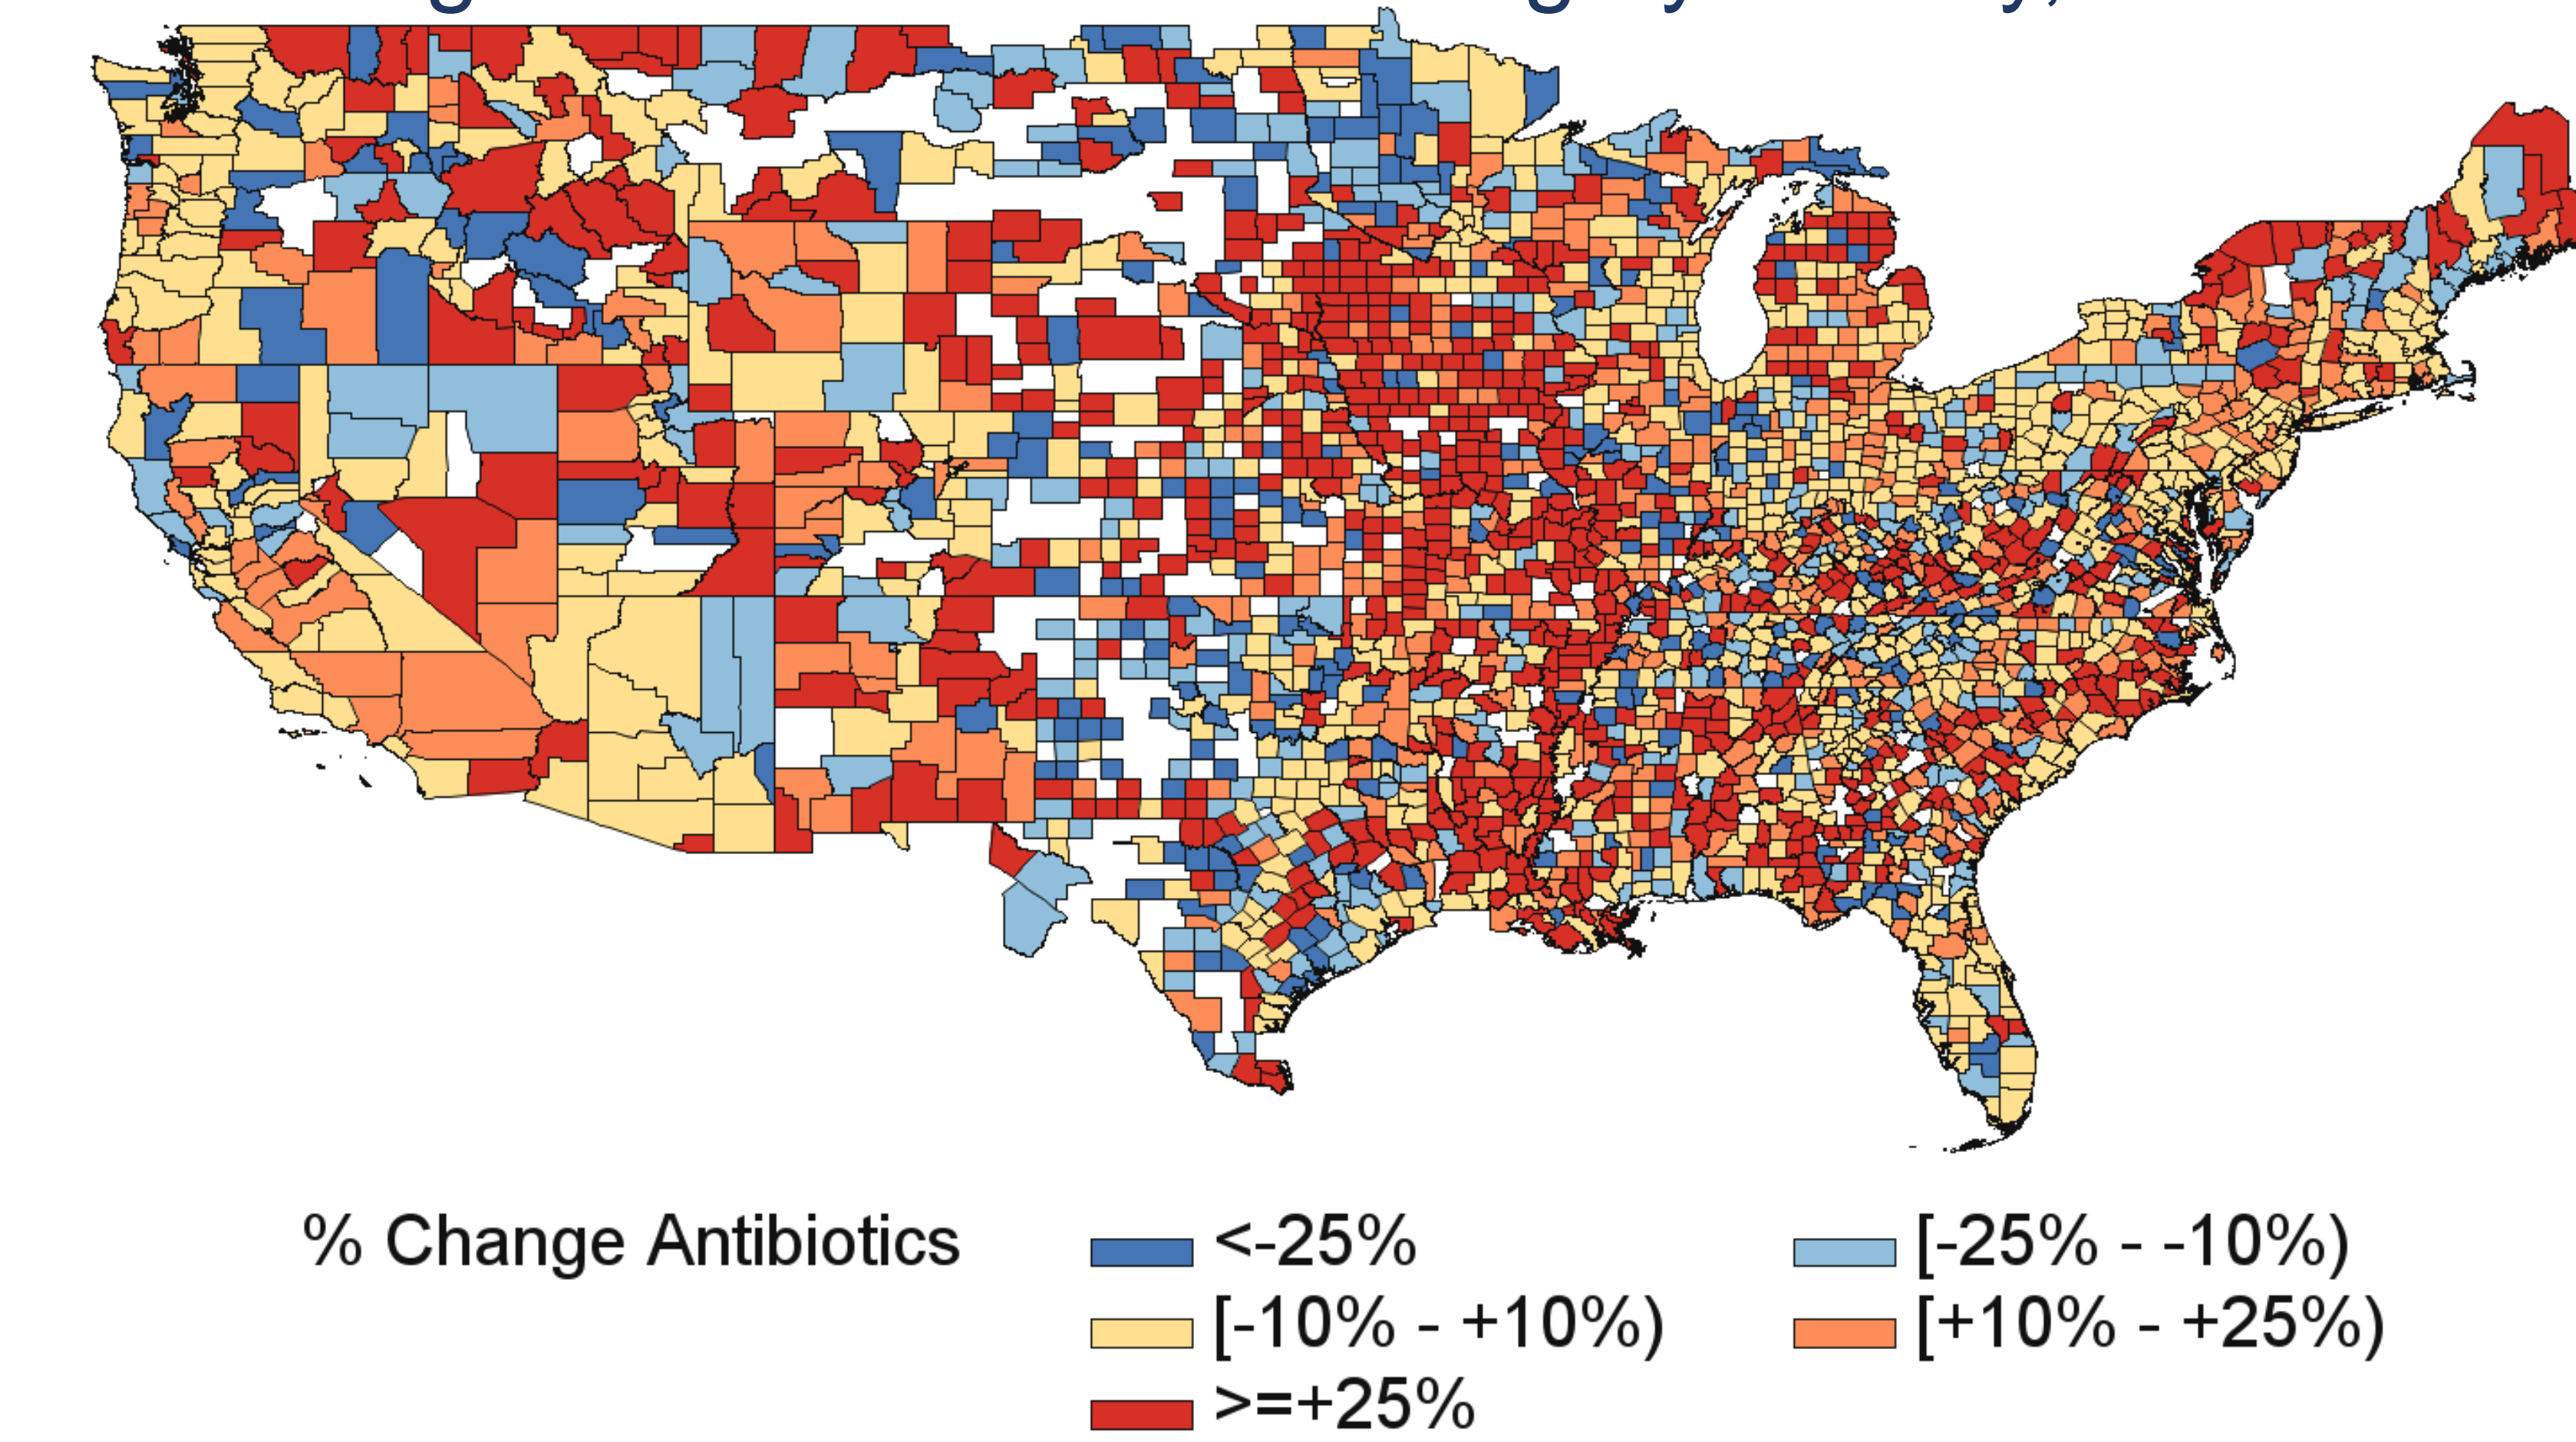 % Change Antibiotics
<-25%
[-25% - -10%)
[-10% - +10%)
[+10% - +25%)
>=+25%